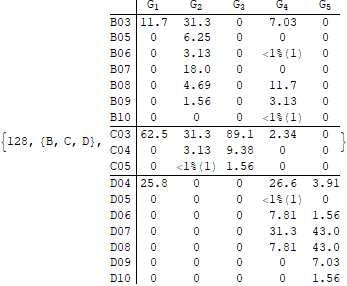 G1 G2 G3 G4 G5
B03 11.7 31.3 0 7.03 0
B05 0 6.25 0 0 0
B06 0 3.13 0 <1%(1) 0
B07 0 18.0 0 0 0
B08 0 4.69 0 11.7 0
B09 0 1.56 0 3.13 0
B10 0 0 0 <1%(1) 0
{128, {B, C, D}, C03 62.5 31.3 89.1 2.34 0
C04 0 3.13 9.38 0 0
C05 0 <1%(1) 1.56 0 0
D04 25.8 0 0 26.6 3.91
D05 0 0 0 <1%(1) 0
D06 0 0 0 7.81 1.56
D07 0 0 0 31.3 43.0
D08 0 0 0 7.81 43.0
D09 0 0 0 0 7.03
D10 0 0 0 0 1.56